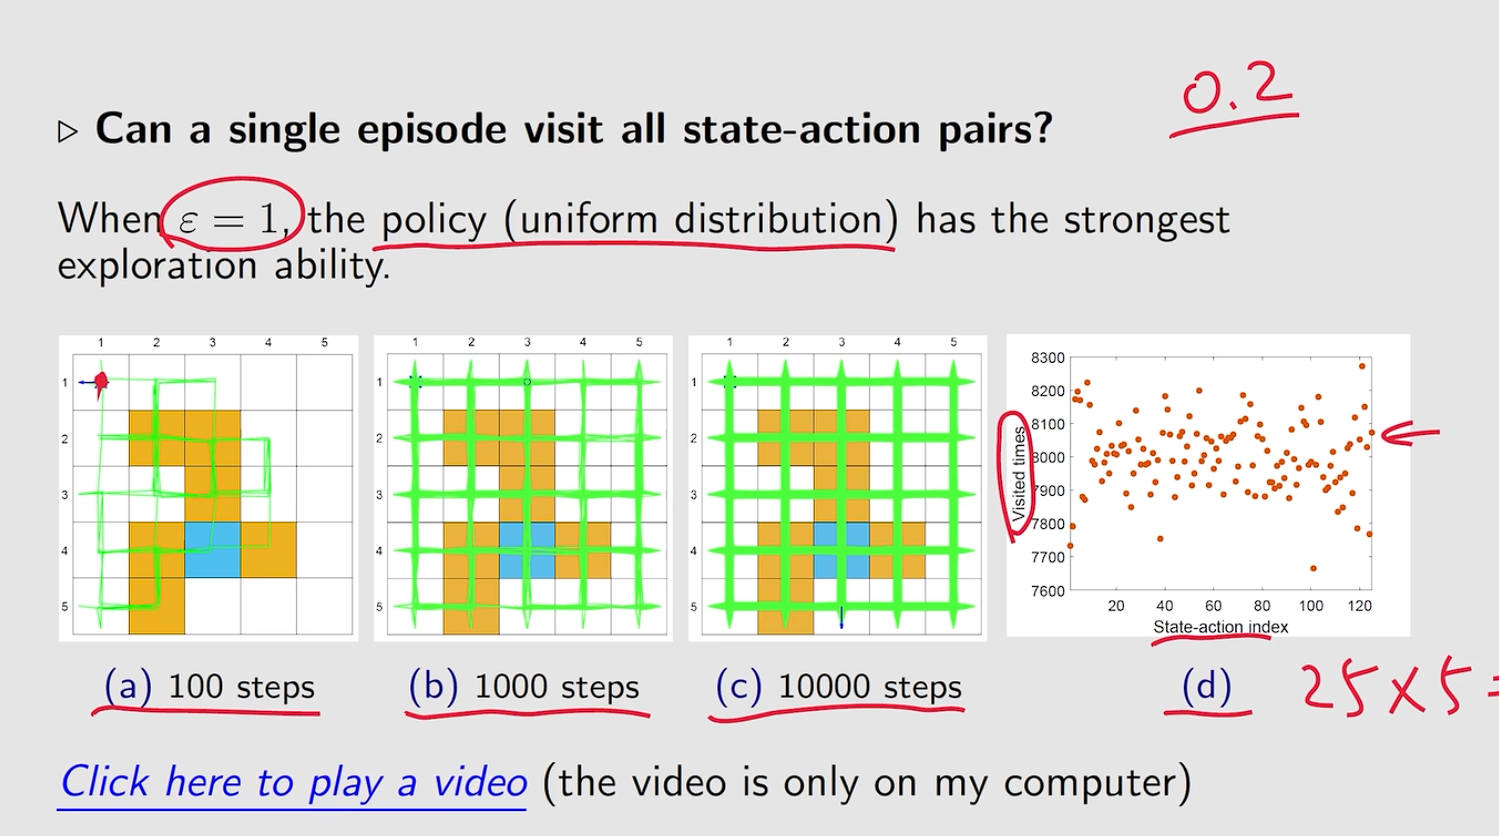 0.2
▷ Can a single episode visit all state-action pairs?
When ε = 1, the policy (uniform distribution) has the strongest
exploration ability.
1 2 3 4 5
1
2
3
4
5
1 2 3 4 5
1
2
3
4
5
1 2 3 4 5
1
2
3
4
5
Visited times
8300
8200
8100
8000
7900
7800
7700
7600
20 40 60 80 100 120
State-action index
(a) 100 steps
(b) 1000 steps
(c) 10000 steps
(d)
25×5=
Click here to play a video (the video is only on my computer)